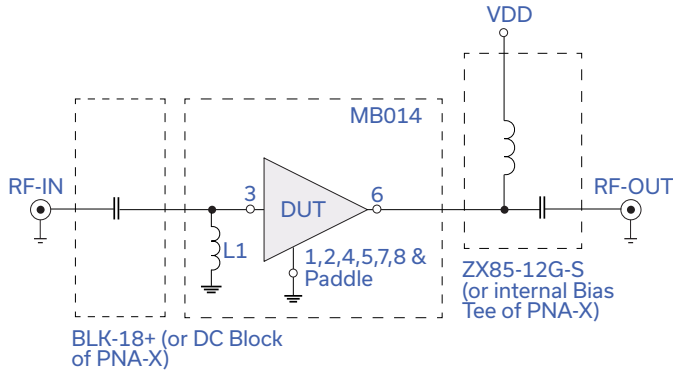 VDD
MB014
RF-IN
3
DUT
6
RF-OUT
L1
1,2,4,5,7,8 &
Paddle
ZX85-12G-S
(or internal Bias
Tee of PNA-X)
BLK-18+ (or DC Block
of PNA-X)